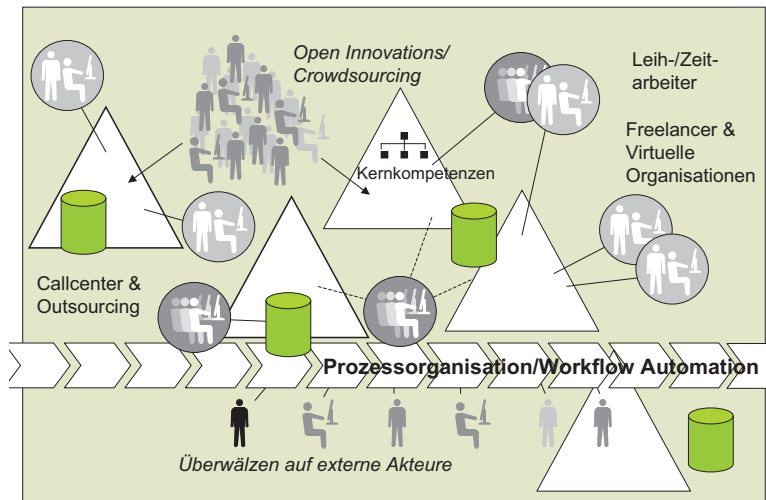 Open Innovations/
Crowdsourcing
Leih-/Zeit-
arbeiter
Freelancer &
Virtuelle
Organisationen
Kernkompetenzen
Callcenter &
Outsourcing
Prozessorganisation/Workflow Automation
Überwälzen auf externe Akteure